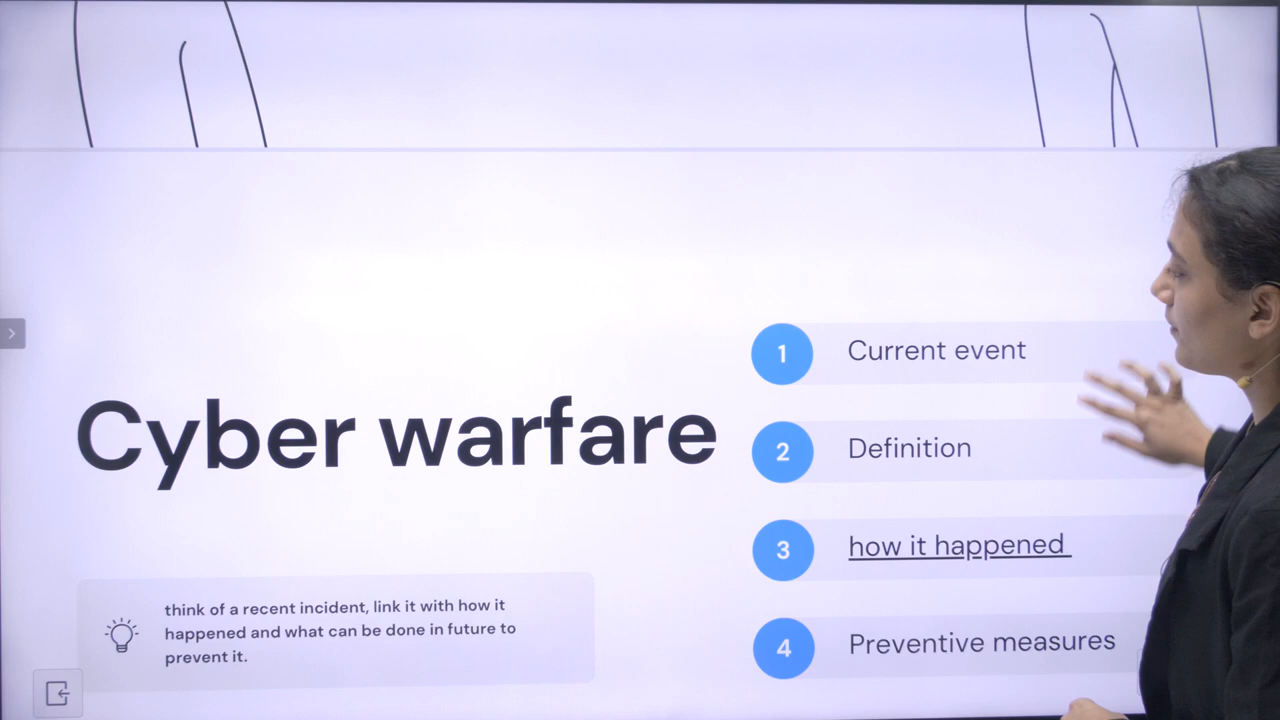 Cyber warfare
think of a recent incident, link it with how it
happened and what can be done in future to
prevent it.
1 Current event
2 Definition
3 how it happened
4 Preventive measures